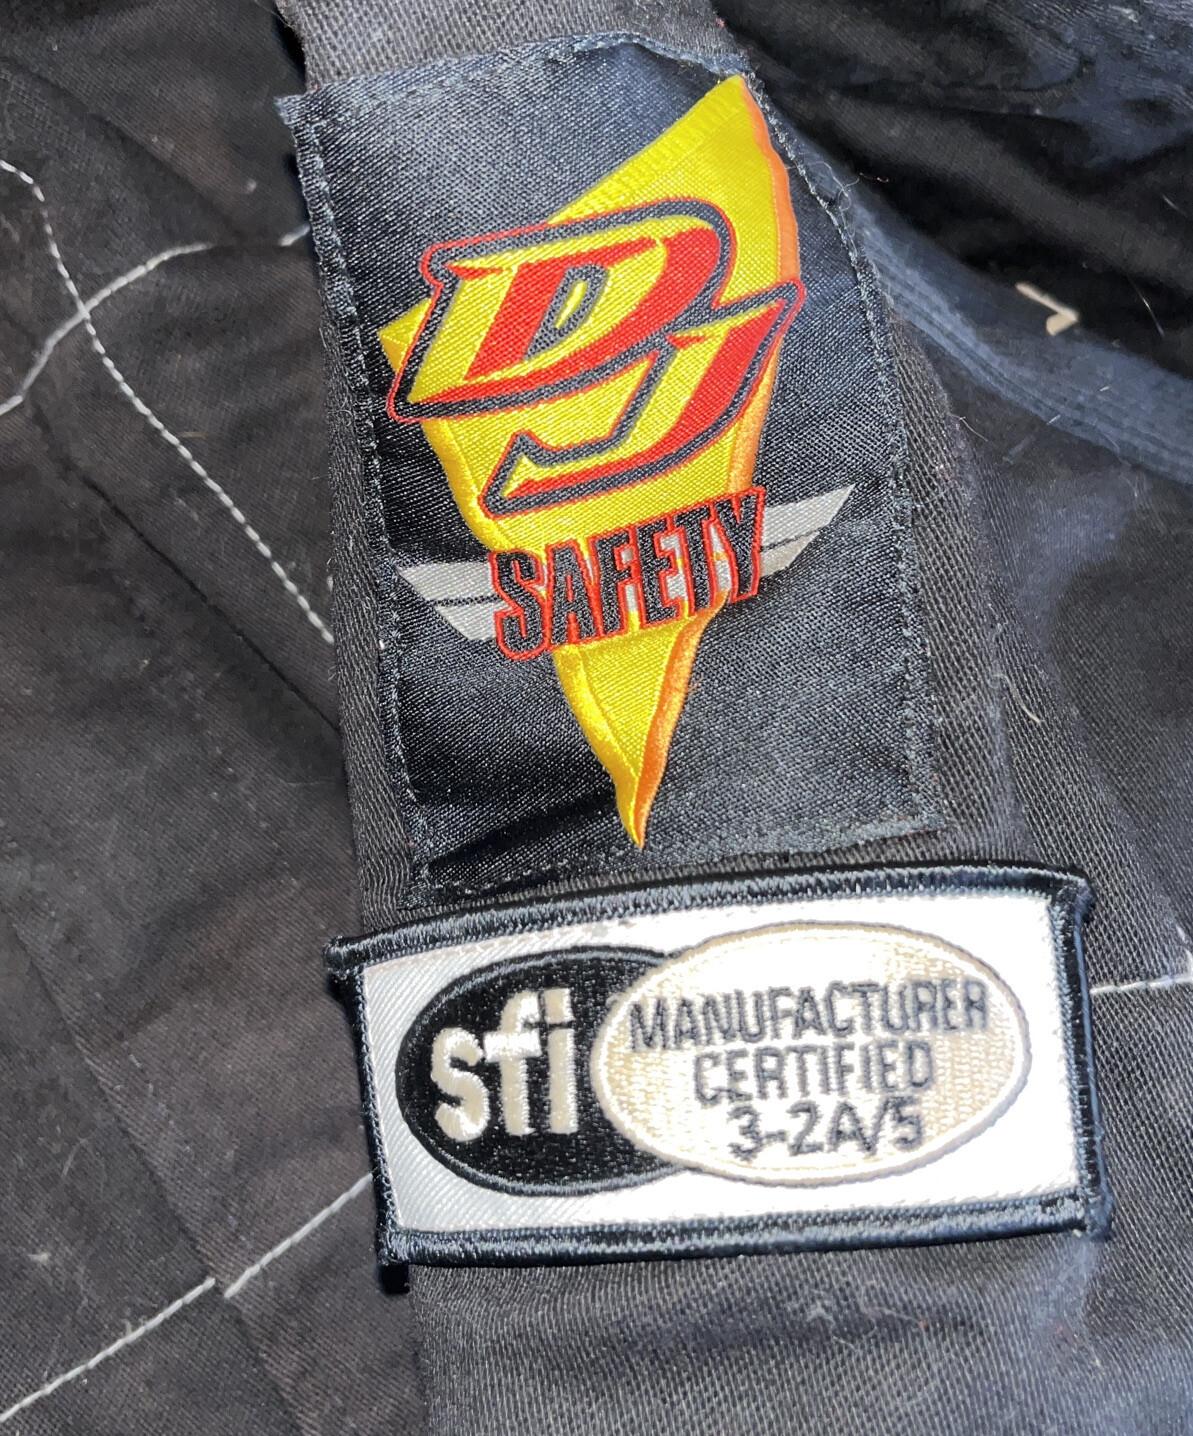 DJ
SAFETY
sfi
MANUFACTURER
CERTIFIED
3-2A/5